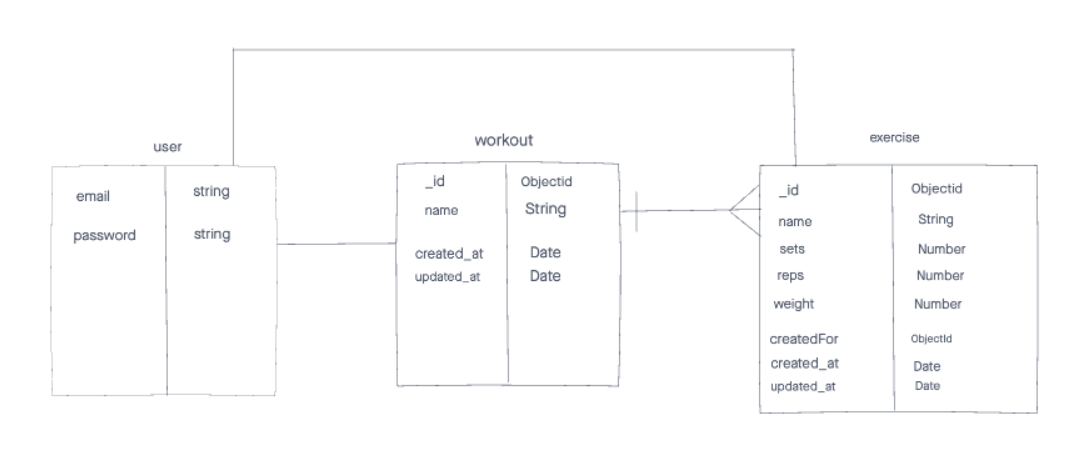 user
email string
password string
workout
_id Objectid
name String
created_at Date
updated_at Date
exercise
_id Objectid
name String
sets Number
reps Number
weight Number
createdFor ObjectId
created_at Date
updated_at Date